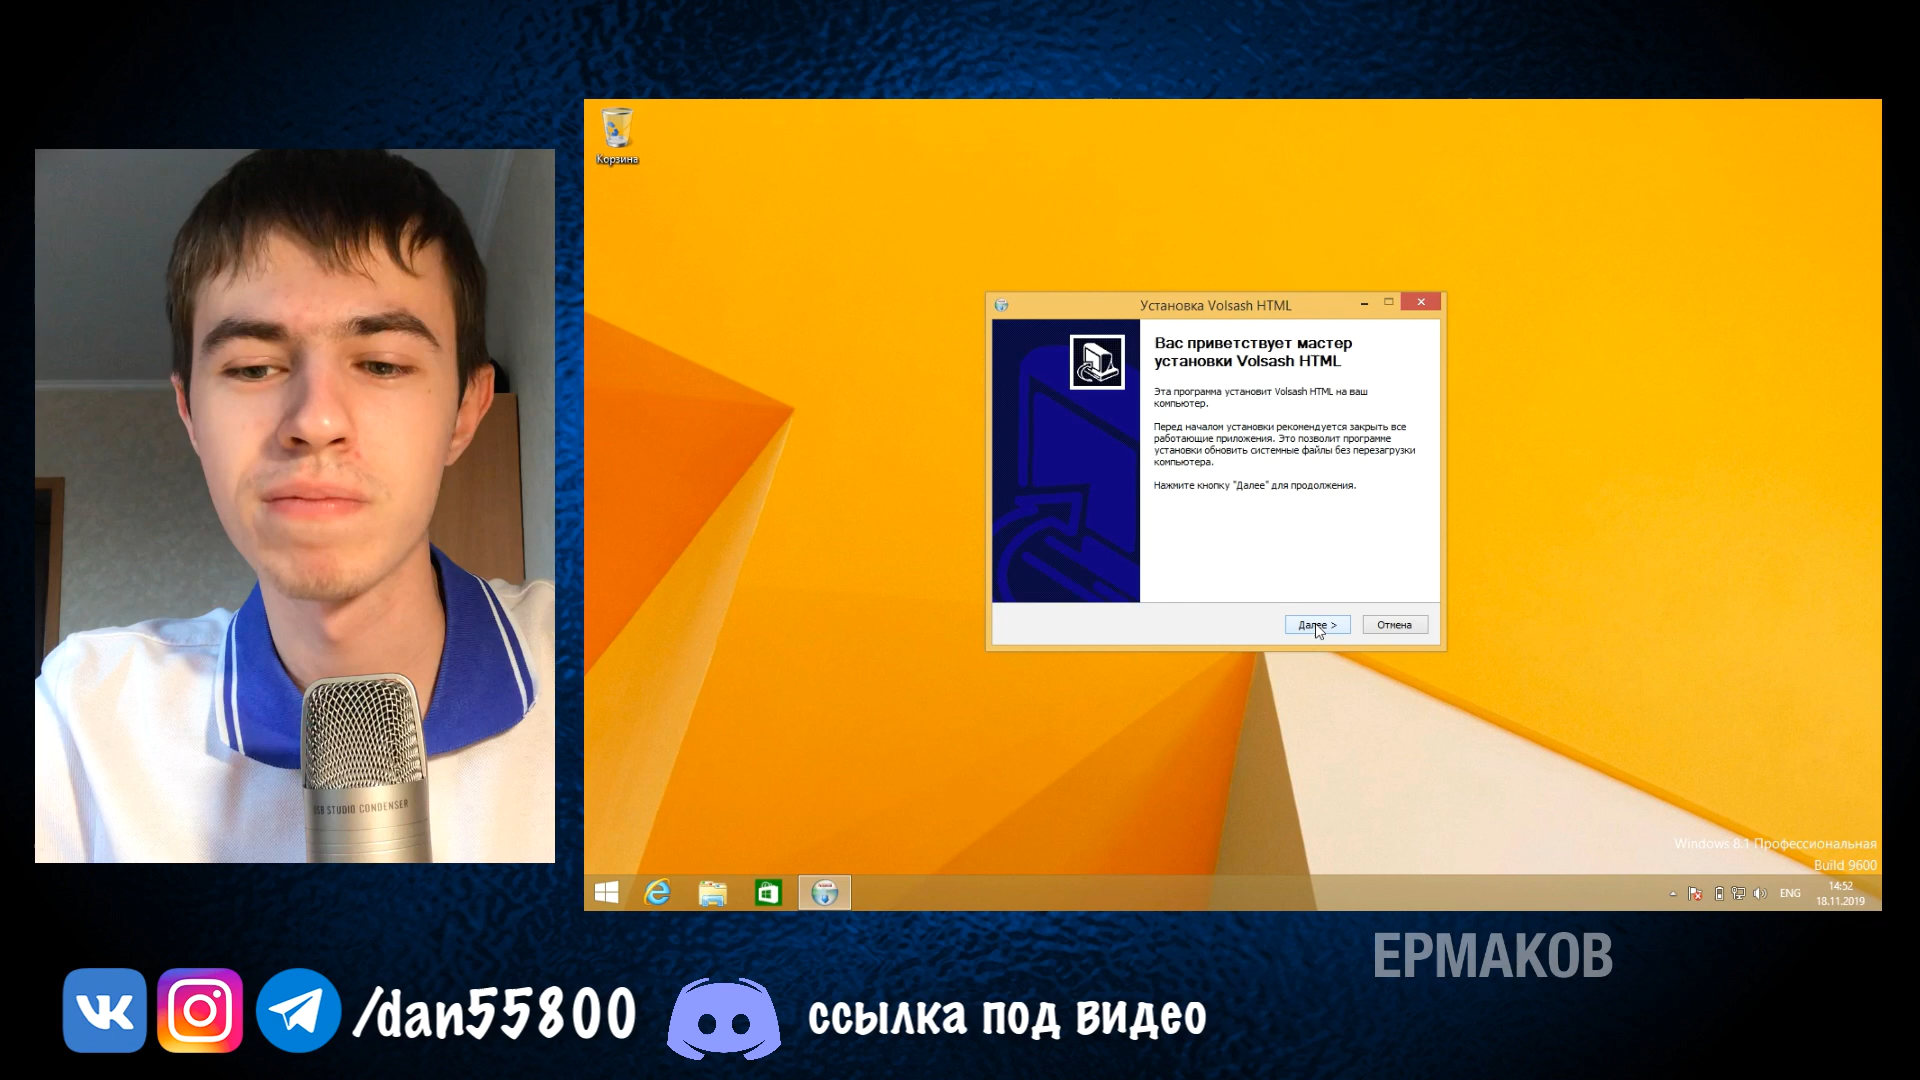 Корзина
Установка Volsash HTML
Вас приветствует мастер
установки Volsash HTML
Эта программа установит Volsash HTML на ваш
компьютер.
Перед началом установки рекомендуется закрыть все
работающие приложения. Это позволит программе
установки обновить системные файлы без перезагрузки
компьютера.
Нажмите кнопку "Далее" для продолжения.
Далее >
Отмена
USB STUDIO CONDENSER
Windows 8.1 Профессиональная
Build 9600
ENG
14:52
18.11.2019
ЕРМАКОВ
/dan55800
ссылка под видео